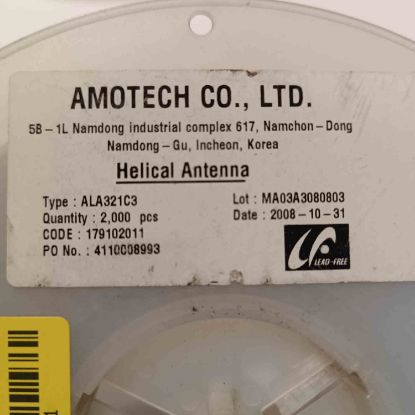 AMOTECH CO., LTD.
5B-1L Namdong industrial complex 617, Namchon-Dong
Namdong-Gu, Incheon, Korea
Helical Antenna
Type : ALA321C3
Lot : MA03A3080803
Quantity : 2,000 pcs
Date : 2008-10-31
CODE : 179102011
PO No. : 4110008993
LF
LEAD-FREE